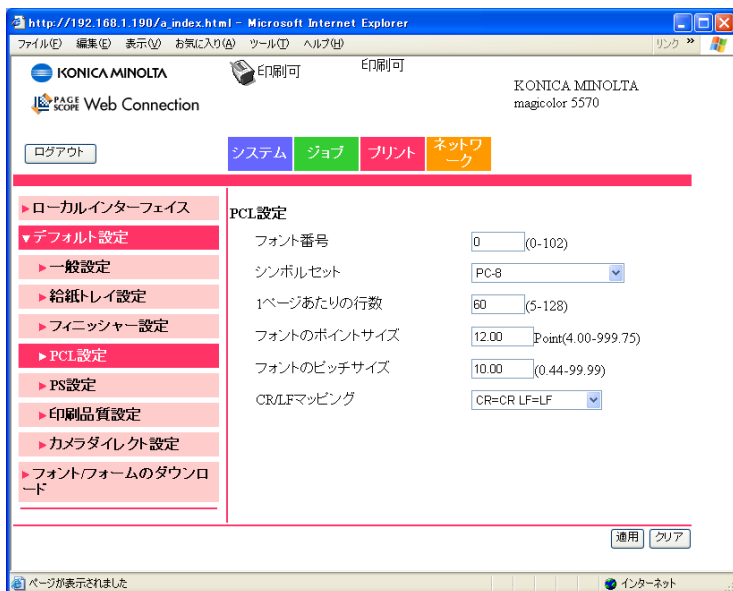 http://192.168.1.190/a_index.html - Microsoft Internet Explorer
ファイル(F) 編集(E) 表示(V) お気に入り(A) ツール(T) ヘルプ(H) リンク »
KONICA MINOLTA
印刷可 印刷可
KONICA MINOLTA
magicolor 5570
PAGE SCOPE Web Connection
ログアウト
システム ジョブ プリント ネットワ
ーク
ローカルインターフェイス
デフォルト設定
一般設定
給紙トレイ設定
フィニッシャー設定
PCL設定
PS設定
印刷品質設定
カメラダイレクト設定
フォント/フォームのダウンロ
ード
PCL設定
フォント番号 0 (0-102)
シンボルセット PC-8
1ページあたりの行数 60 (5-128)
フォントのポイントサイズ 12.00 Point(4.00-999.75)
フォントのピッチサイズ 10.00 (0.44-99.99)
CR/LFマッピング CR=CR LF=LF
適用 クリア
ページが表示されました インターネット